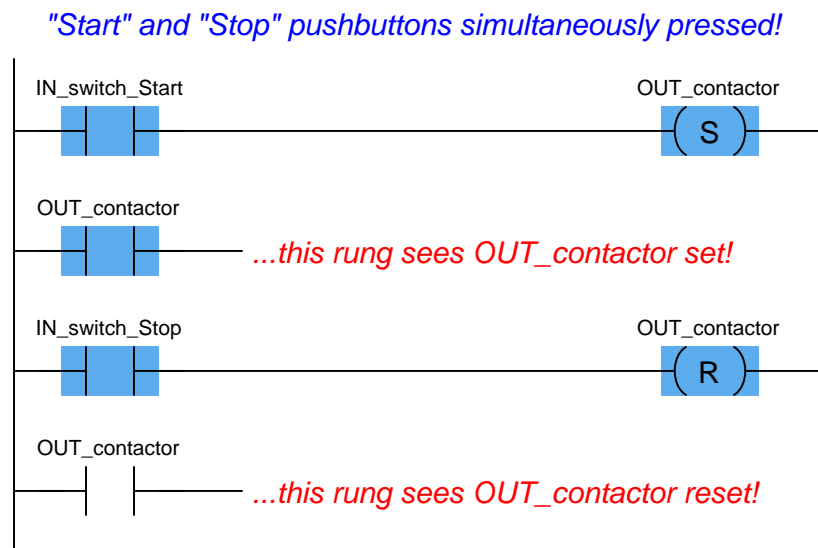 "Start" and "Stop" pushbuttons simultaneously pressed!
IN_switch_Start
OUT_contactor
S
OUT_contactor
...this rung sees OUT_contactor set!
IN_switch_Stop
OUT_contactor
R
OUT_contactor
...this rung sees OUT_contactor reset!